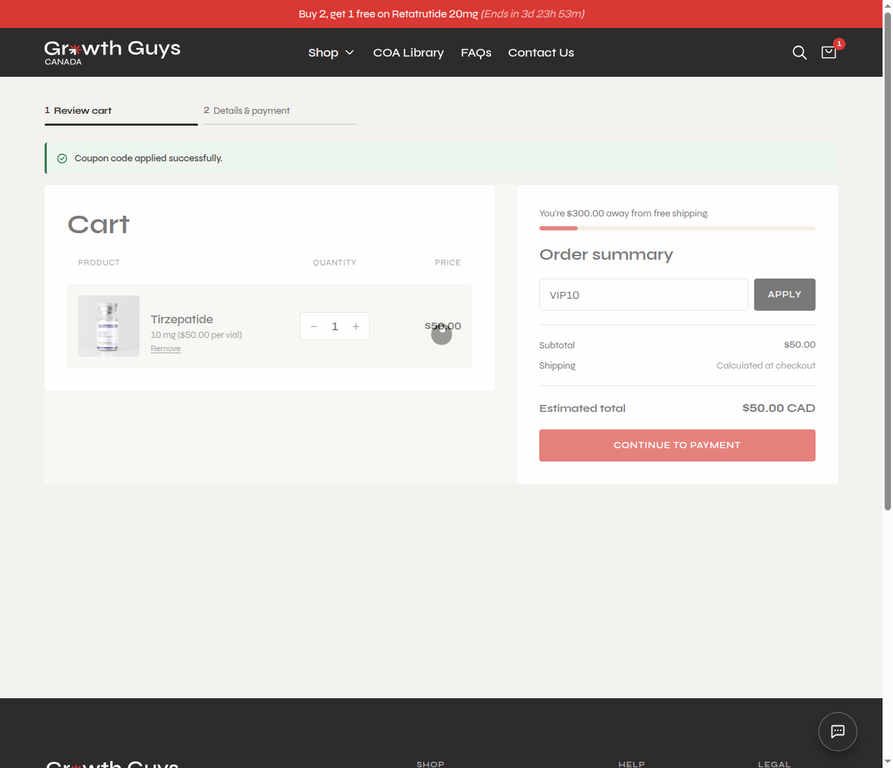 Buy 2, get 1 free on Retatrutide 20mg (Ends in 3d 23h 53m)
Growth Guys
CANADA
Shop
COA Library
FAQs
Contact Us
1
1 Review cart
2 Details & payment
Coupon code applied successfully.
Cart
PRODUCT
QUANTITY
PRICE
Tirzepatide
10 mg ($50.00 per vial)
Remove
− 1 +
$50.00
You're $300.00 away from free shipping.
Order summary
VIP10
APPLY
Subtotal
$50.00
Shipping
Calculated at checkout
Estimated total
$50.00 CAD
CONTINUE TO PAYMENT
Growth Guys
SHOP
HELP
LEGAL